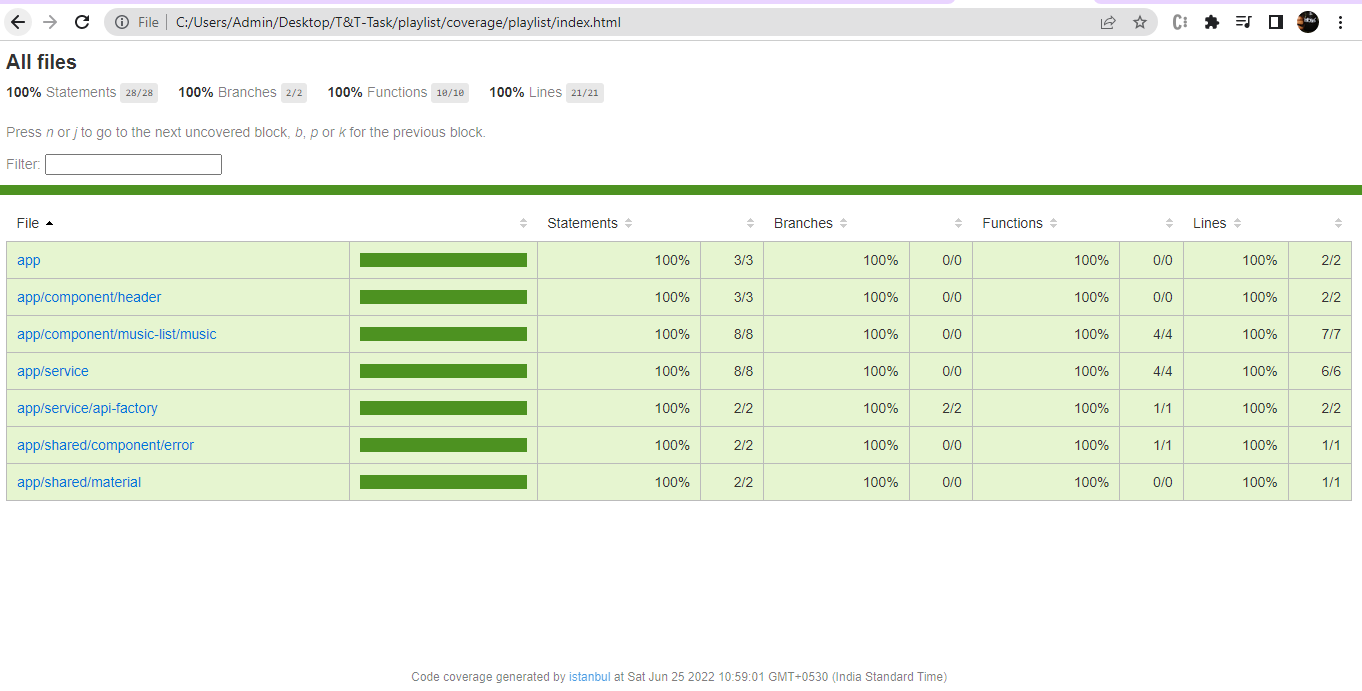 File C:/Users/Admin/Desktop/T&T-Task/playlist/coverage/playlist/index.html
All files
100% Statements 28/28 100% Branches 2/2 100% Functions 10/10 100% Lines 21/21
Press n or j to go to the next uncovered block, b, p or k for the previous block.
Filter:
File Statements Branches Functions Lines
app 100% 3/3 100% 0/0 100% 0/0 100% 2/2
app/component/header 100% 3/3 100% 0/0 100% 0/0 100% 2/2
app/component/music-list/music 100% 8/8 100% 0/0 100% 4/4 100% 7/7
app/service 100% 8/8 100% 0/0 100% 4/4 100% 6/6
app/service/api-factory 100% 2/2 100% 2/2 100% 1/1 100% 2/2
app/shared/component/error 100% 2/2 100% 0/0 100% 1/1 100% 1/1
app/shared/material 100% 2/2 100% 0/0 100% 0/0 100% 1/1
Code coverage generated by istanbul at Sat Jun 25 2022 10:59:01 GMT+0530 (India Standard Time)